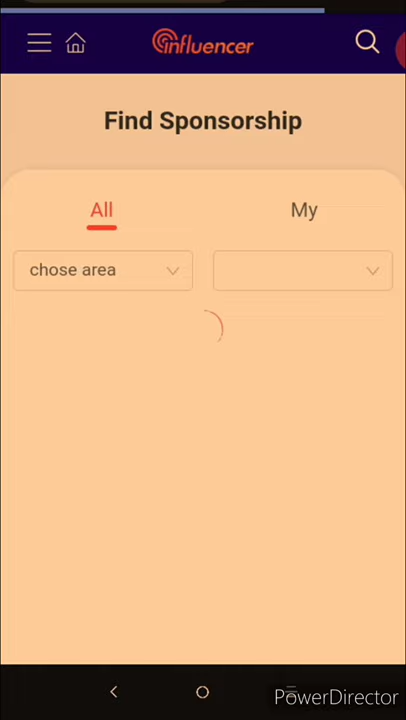 influencer
Find Sponsorship
All
My
chose area
PowerDirector